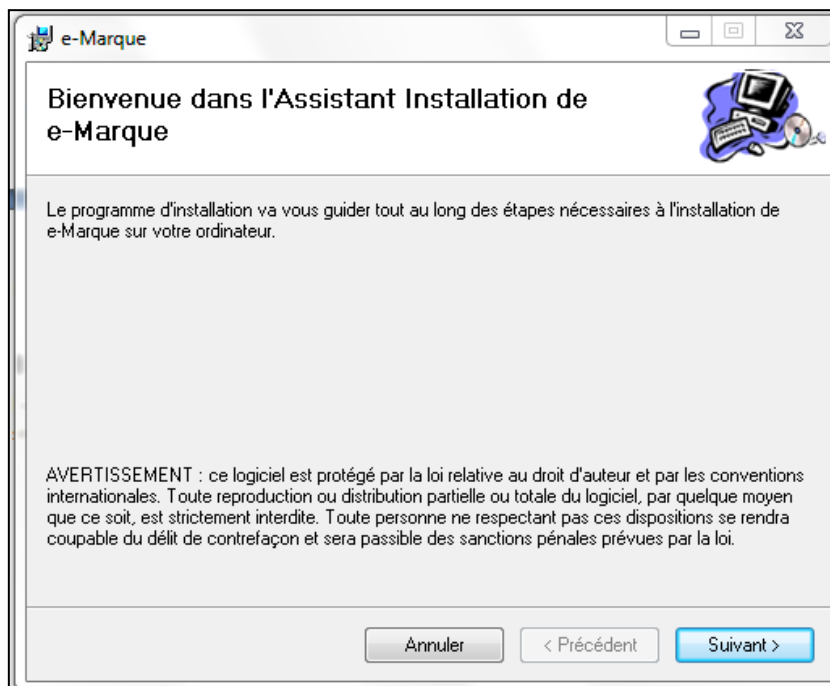 e-Marque
Bienvenue dans l'Assistant Installation de
e-Marque
Le programme d'installation va vous guider tout au long des étapes nécessaires à l'installation de
e-Marque sur votre ordinateur.
AVERTISSEMENT : ce logiciel est protégé par la loi relative au droit d'auteur et par les conventions
internationales. Toute reproduction ou distribution partielle ou totale du logiciel, par quelque moyen
que ce soit, est strictement interdite. Toute personne ne respectant pas ces dispositions se rendra
coupable du délit de contrefaçon et sera passible des sanctions pénales prévues par la loi.
Annuler < Précédent Suivant >